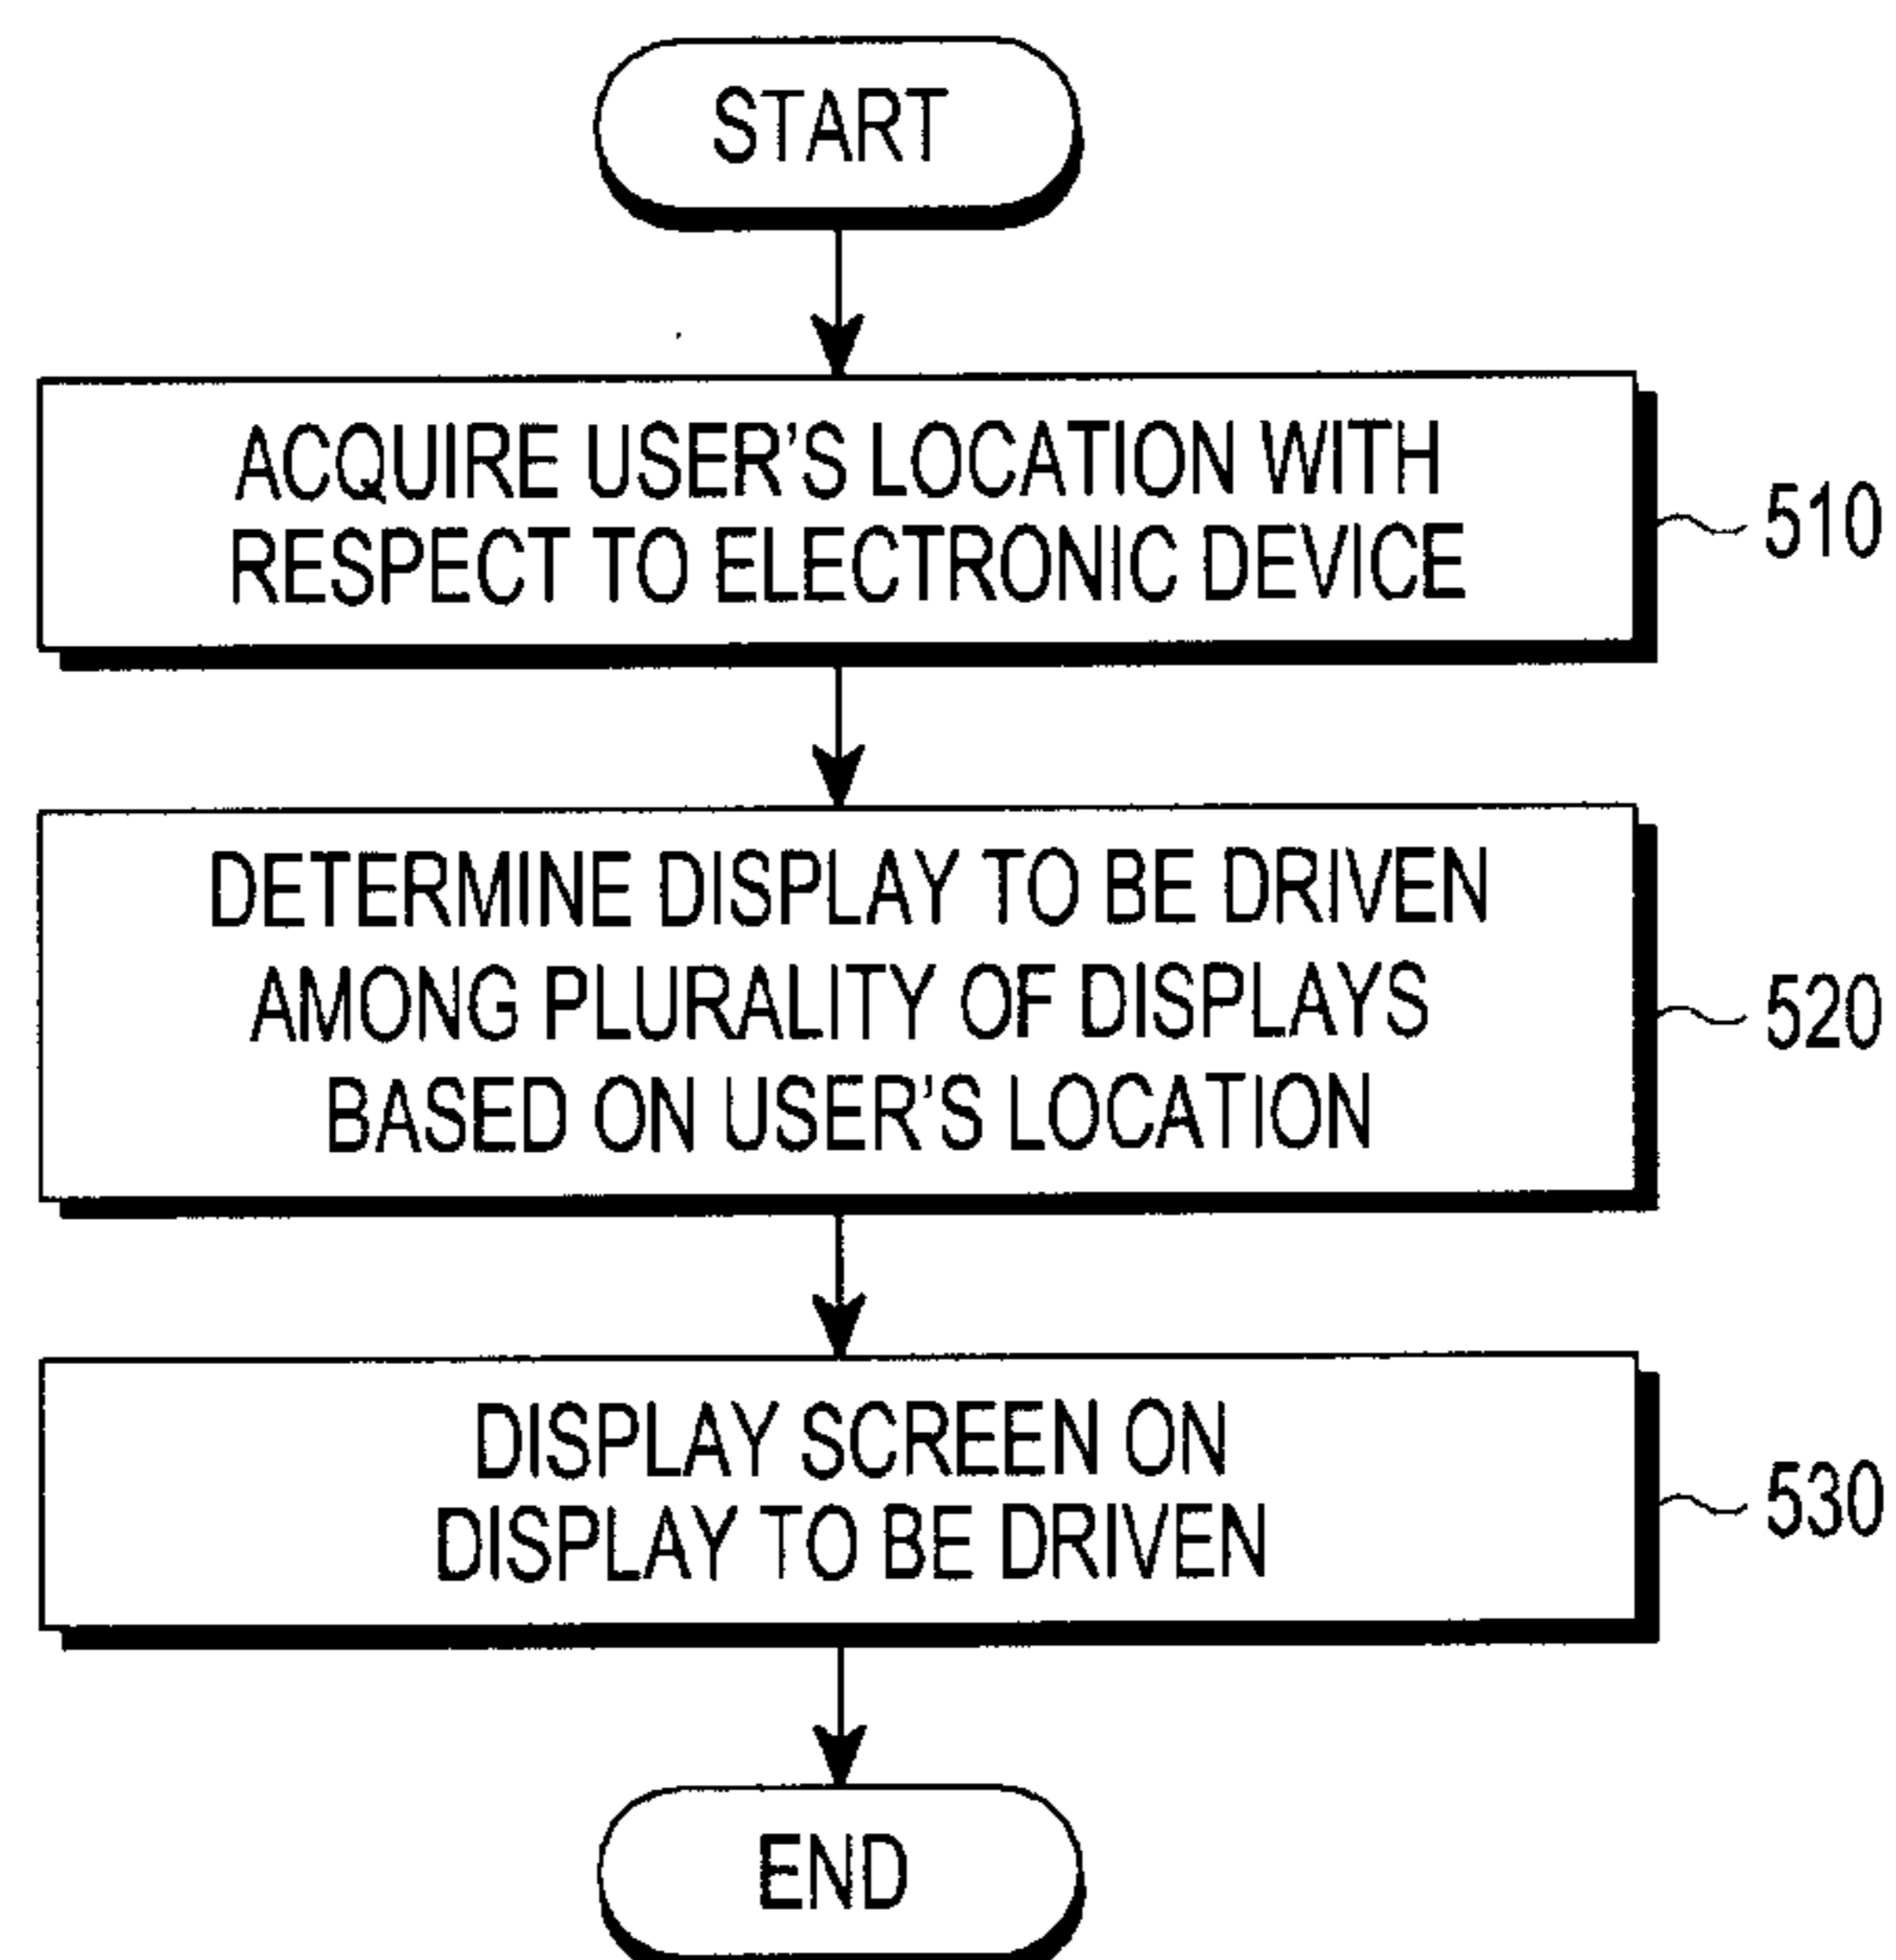 START
ACQUIRE USER'S LOCATION WITH
RESPECT TO ELECTRONIC DEVICE
510
DETERMINE DISPLAY TO BE DRIVEN
AMONG PLURALITY OF DISPLAYS
BASED ON USER'S LOCATION
520
DISPLAY SCREEN ON
DISPLAY TO BE DRIVEN
530
END